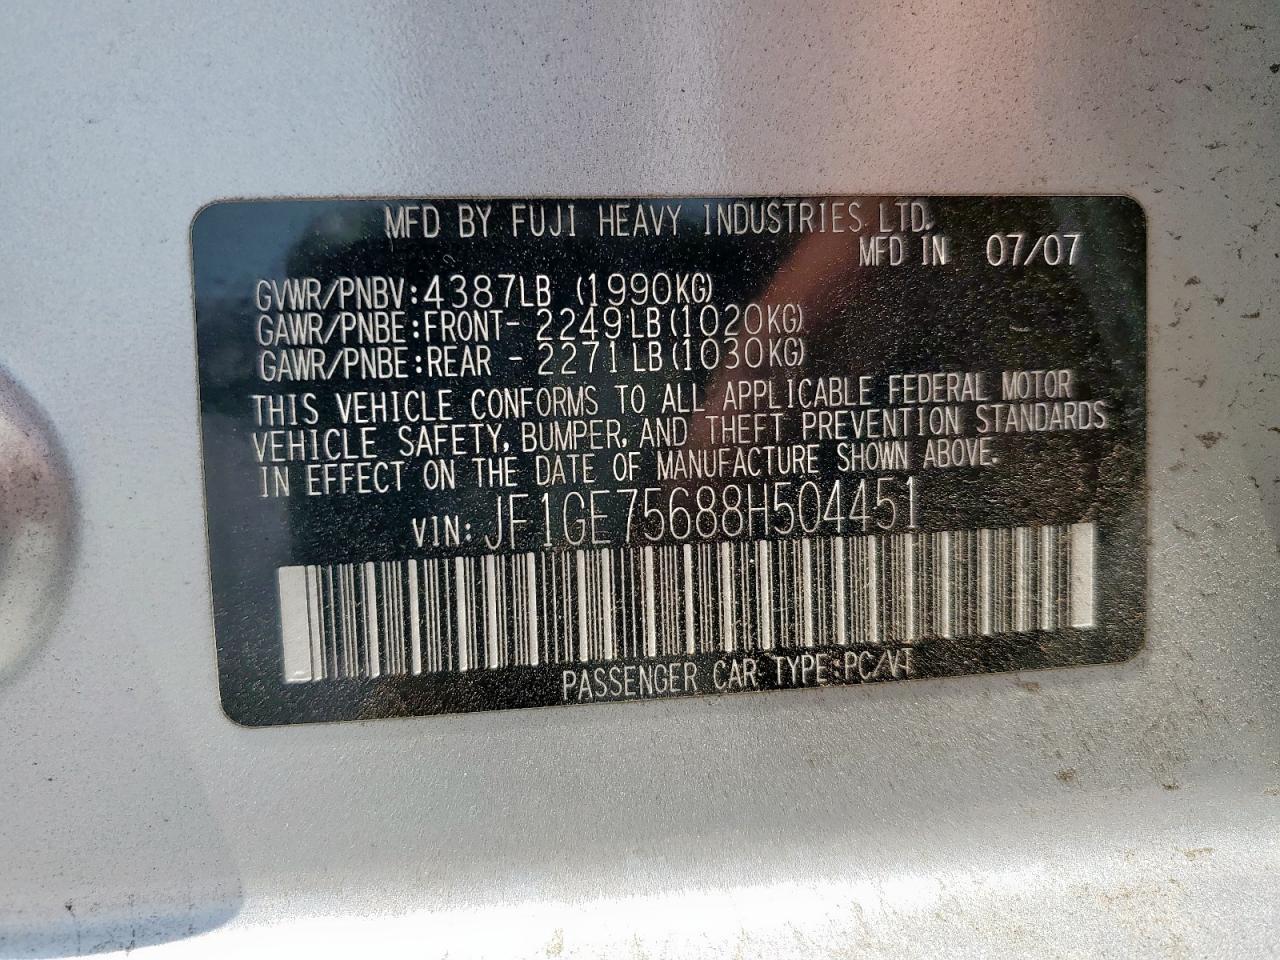 MFD BY FUJI HEAVY INDUSTRIES LTD.
MFD IN 07/07
GVWR/PNBV:4387LB (1990KG)
GAWR/PNBE:FRONT- 2249LB(1020KG)
GAWR/PNBE:REAR - 2271LB(1030KG)
THIS VEHICLE CONFORMS TO ALL APPLICABLE FEDERAL MOTOR
VEHICLE SAFETY, BUMPER, AND THEFT PREVENTION STANDARDS
IN EFFECT ON THE DATE OF MANUFACTURE SHOWN ABOVE.
VIN: JF1GE75688H504451
PASSENGER CAR TYPE:PC/VT